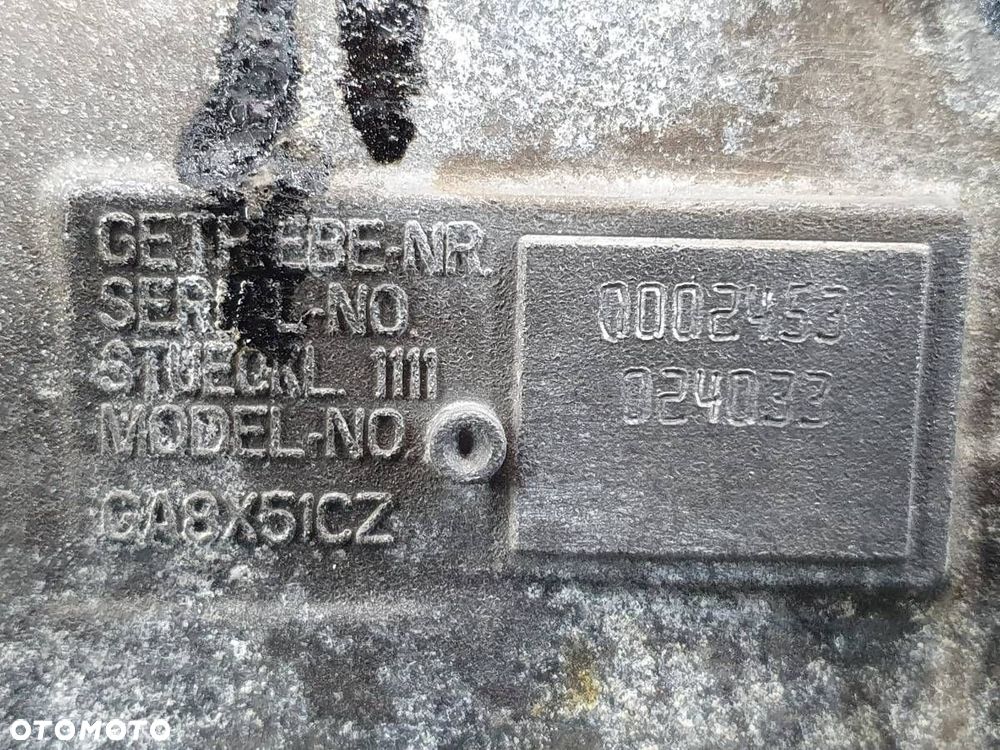 GETRIEBE-NR.
SERIAL-NO.
STUECKL. 1111
MODEL-NO.
GA8X51CZ
0002453
024033
OTOMOTO